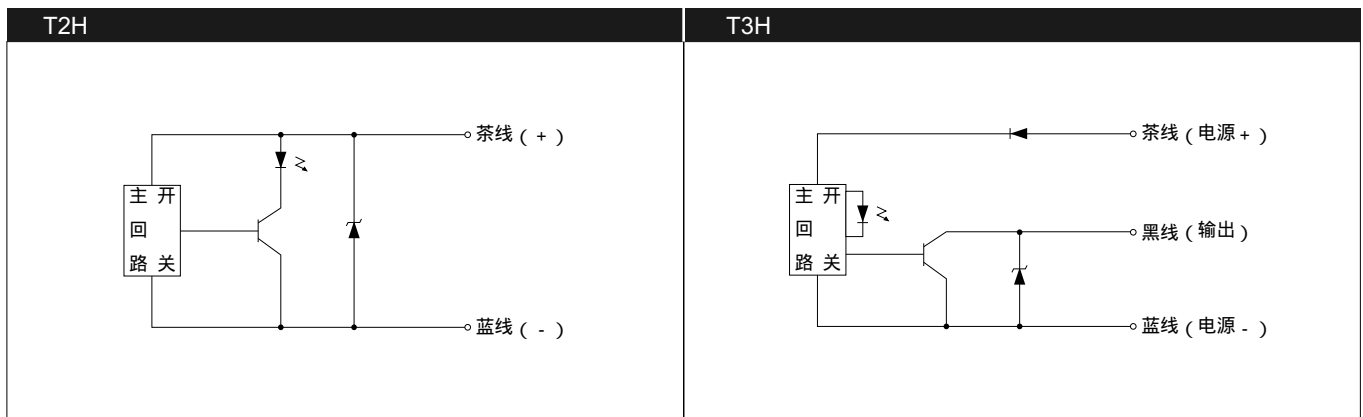 T2H
茶线 ( + )
主 开
回
路 关
蓝线 ( - )
T3H
茶线 ( 电源 + )
主 开
回
路 关
黑线 ( 输出 )
蓝线 ( 电源 - )